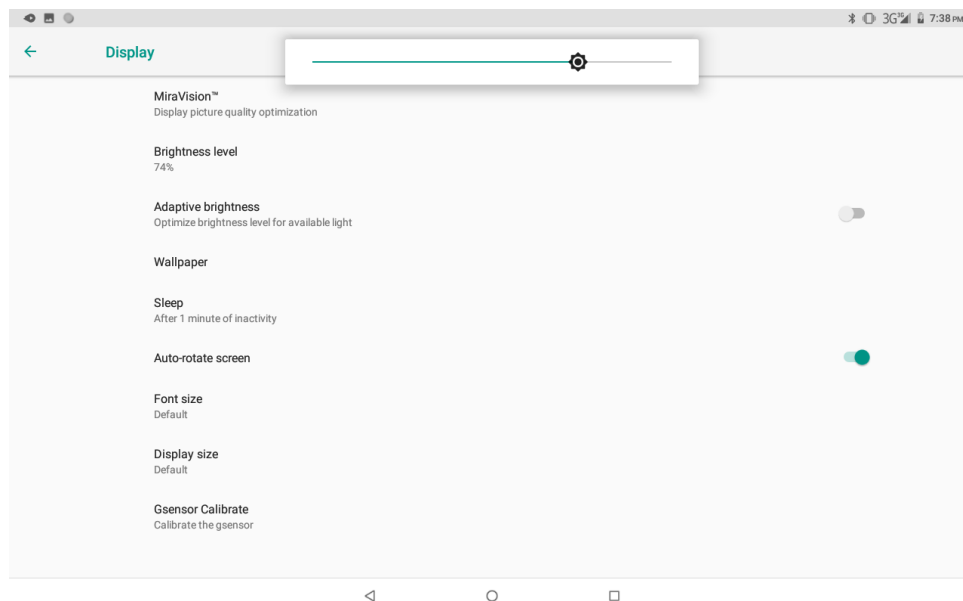 3G 3G 7:38 PM
Display
MiraVision™
Display picture quality optimization
Brightness level
74%
Adaptive brightness
Optimize brightness level for available light
Wallpaper
Sleep
After 1 minute of inactivity
Auto-rotate screen
Font size
Default
Display size
Default
Gsensor Calibrate
Calibrate the gsensor